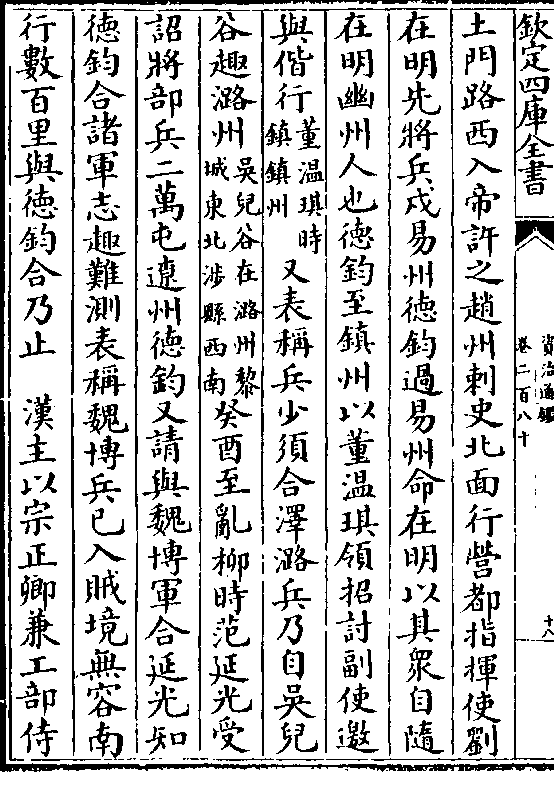 欽定四庫全書
資治通鑑
卷二百八十
十八
土門路西入帝許之趙州刺史北面行營都指揮使劉
在明先將兵戍易州德鈞過易州命在明以其衆自隨
在明幽州人也德鈞至鎮州以董温琪領招討副使邀
與偕行董温琪時鎮鎮州又表稱兵少須合澤潞兵乃自吳兒
谷趣潞州吳兒谷在潞州黎城東北涉縣西南癸酉至亂柳時范延光受
詔將部兵二萬屯遼州德鈞又請與魏博軍合延光知
德鈞合諸軍志趣難測表稱魏博兵已入賊境無容南
行數百里與德鈞合乃止 漢主以宗正卿兼工部侍